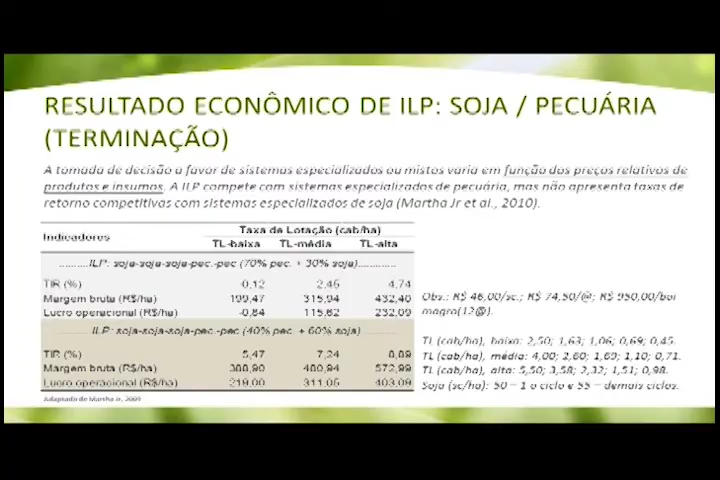 RESULTADO ECONÔMICO DE ILP: SOJA / PECUÁRIA
(TERMINAÇÃO)
A tomada de decisão a favor de sistemas especializados ou mistos varia em função dos preços relativos de
produtos e insumos. A ILP compete com sistemas especializados de pecuária, mas não apresenta taxas de
retorno competitivas com sistemas especializados de soja (Martha Jr et al., 2010).
Indicadores Taxa de Lotação (cab/ha)
TL-baixa TL-média TL-alta
...........ILP: soja-soja-soja-pec.-pec (70% pec. + 30% soja).............
TIR (%) -0,12 2,45 4,74
Margem bruta (R$/ha) 199,47 315,94 432,40
Lucro operacional (R$/ha) -0,84 115,62 232,09
...........ILP: soja-soja-soja-pec.-pec (40% pec. + 60% soja)...........
TIR (%) 5,47 7,24 8,89
Margem bruta (R$/ha) 388,90 480,94 572,99
Lucro operacional (R$/ha) 219,00 311,05 403,09
Adaptado de Martha Jr, 2009
Obs.: R$ 46,00/sc.; R$ 74,50/@; R$ 950,00/boi
magro(12@).
TL (cab/ha), baixa: 2,50; 1,63; 1,06; 0,69; 0,45.
TL (cab/ha), média: 4,00; 2,60; 1,69; 1,10; 0,71.
TL (cab/ha), alta: 5,50; 3,58; 2,32; 1,51; 0,98.
Soja (sc/ha): 50 – 1 o ciclo e 55 – demais ciclos.